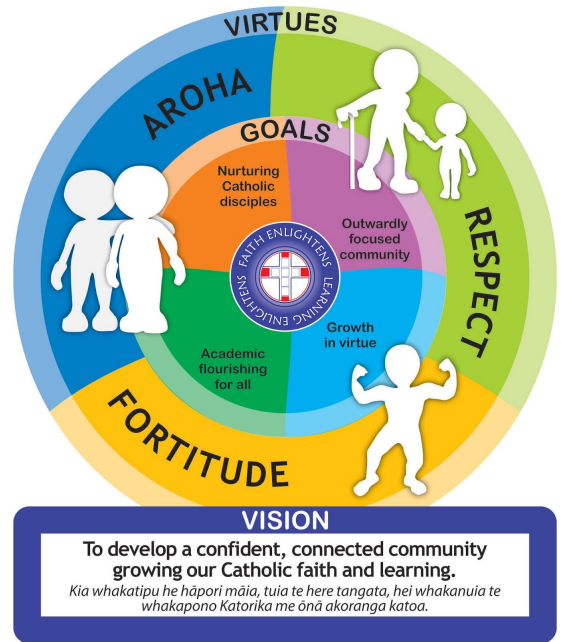 VIRTUES
AROHA
RESPECT
FORTITUDE
GOALS
Nurturing
Catholic
disciples
Outwardly
focused
community
Growth
in virtue
Academic
flourishing
for all
FAITH ENLIGHTENS
LEARNING ENLIGHTENS
VISION
To develop a confident, connected community
growing our Catholic faith and learning.
Kia whakatipu he hāpori māia, tuia te here tangata, hei whakanuia te
whakapono Katorika me ōnā akoranga katoa.